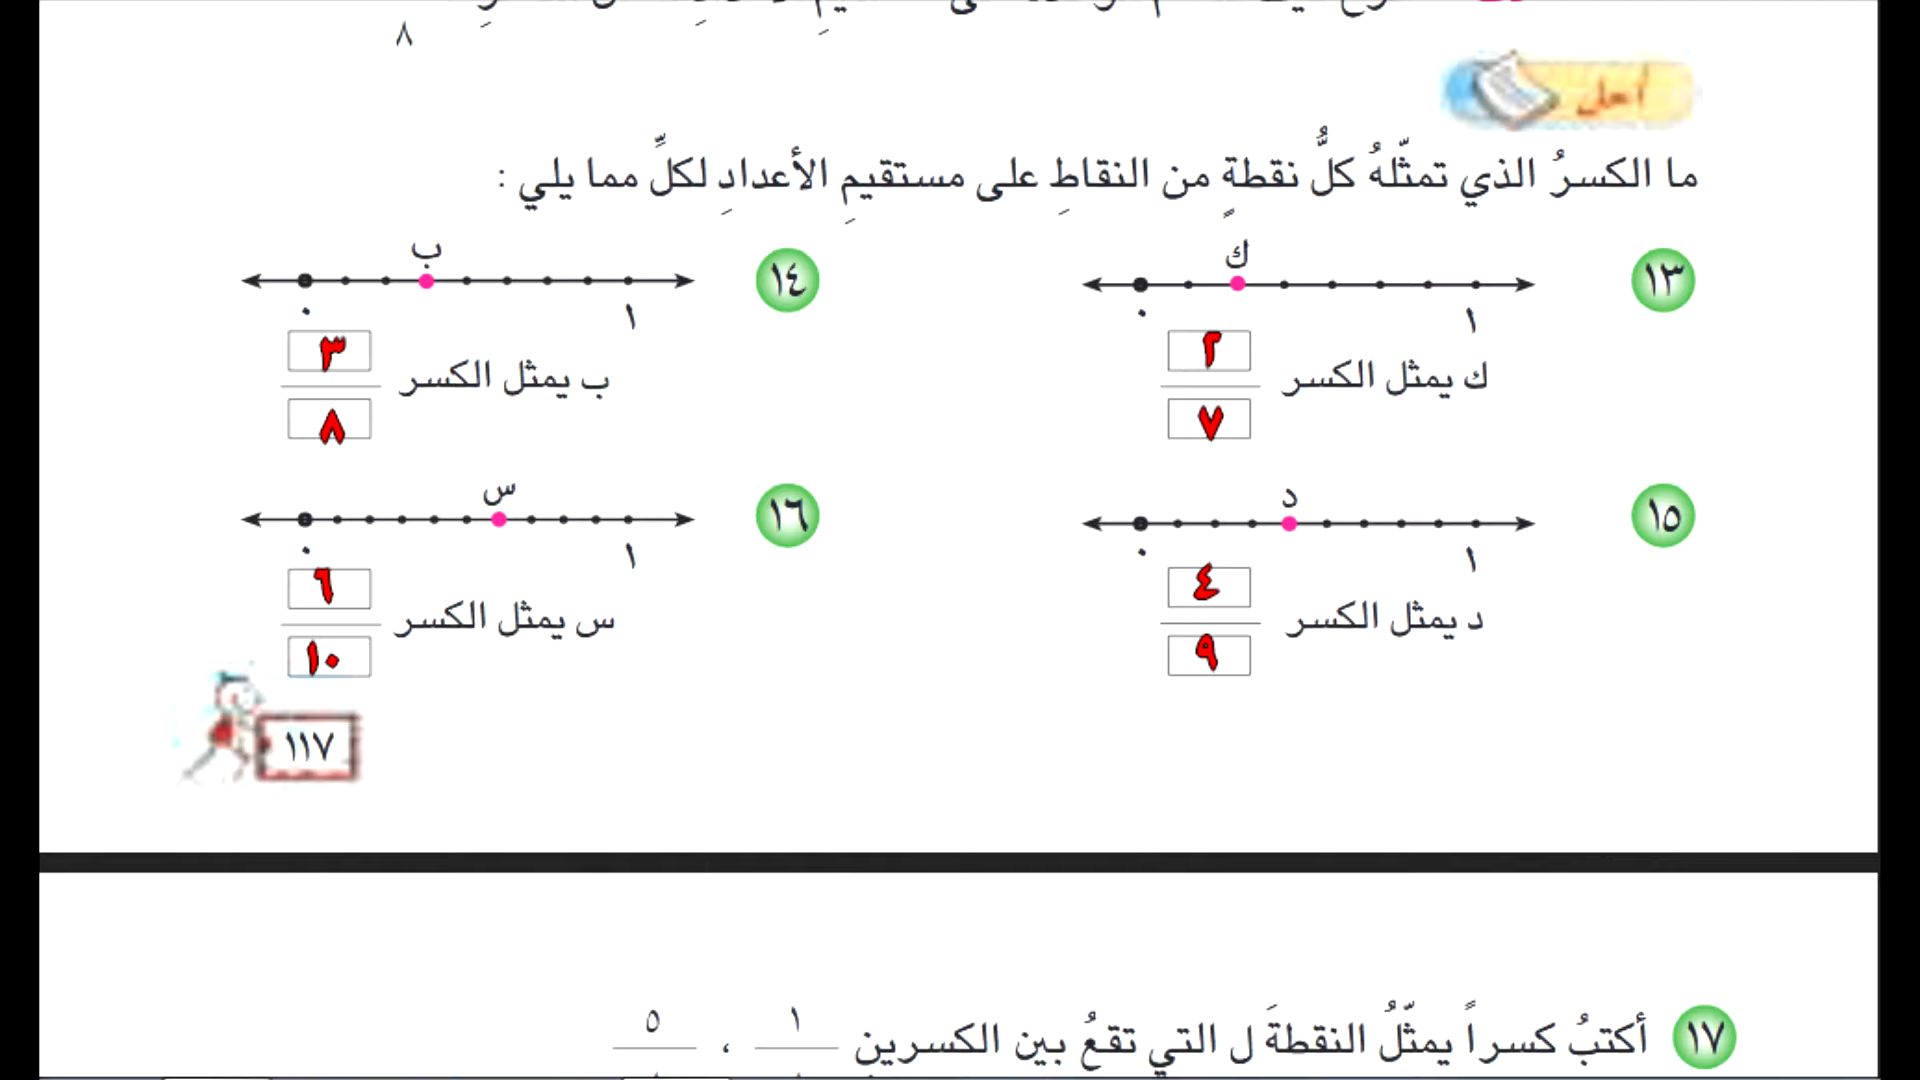 ٨
أحل
ما الكسرُ الذي تمثّلهُ كلُّ نقطةٍ من النقاطِ على مستقيمِ الأعدادِ لكلِّ مما يلي :
١٣ ك ٠ ١
ك يمثل الكسر ٢ ٧
١٤ ب ٠ ١
ب يمثل الكسر ٣ ٨
١٥ د ٠ ١
د يمثل الكسر ٤ ٩
١٦ س ٠ ١
س يمثل الكسر ٦ ١٠
١١٧
١٧ أكتبُ كسراً يمثّلُ النقطةَ ل التي تقعُ بين الكسرينِ ١ ، ٥